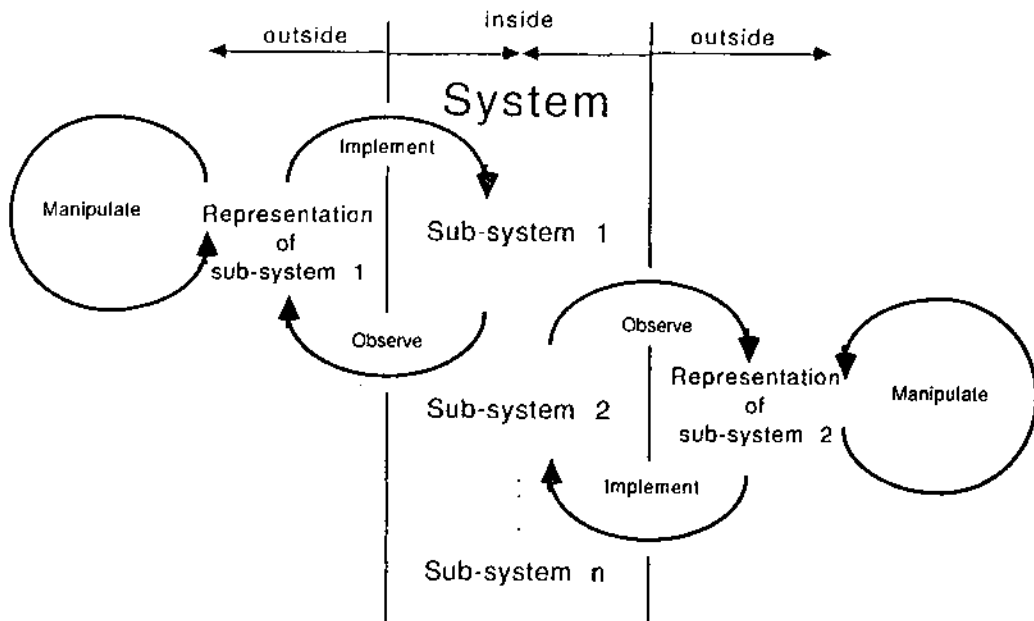 inside
outside
outside
System
Implement
Manipulate
Representation
of
sub-system 1
Sub-system 1
Observe
Observe
Representation
of
sub-system 2
Manipulate
Sub-system 2
Implement
Sub-system n